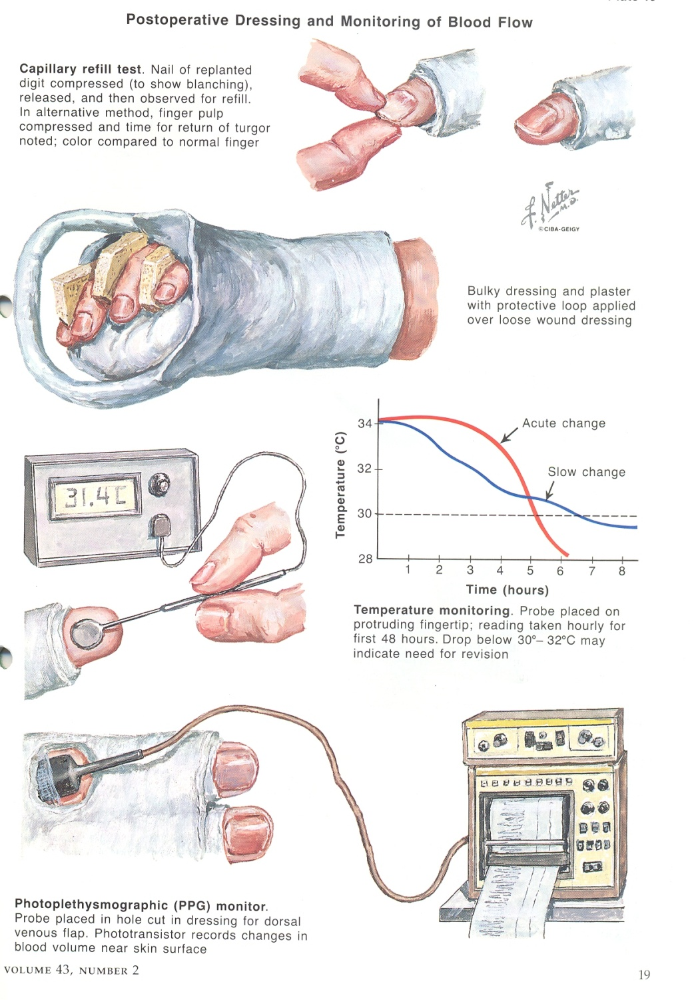 Postoperative Dressing and Monitoring of Blood Flow
Capillary refill test. Nail of replanted
digit compressed (to show blanching),
released, and then observed for refill.
In alternative method, finger pulp
compressed and time for return of turgor
noted; color compared to normal finger
F. Netter
M.D.
©CIBA-GEIGY
Bulky dressing and plaster
with protective loop applied
over loose wound dressing
31.4C
Temperature (°C)
34
32
30
28
Acute change
Slow change
1 2 3 4 5 6 7 8
Time (hours)
Temperature monitoring. Probe placed on
protruding fingertip; reading taken hourly for
first 48 hours. Drop below 30°– 32°C may
indicate need for revision
Photoplethysmographic (PPG) monitor.
Probe placed in hole cut in dressing for dorsal
venous flap. Phototransistor records changes in
blood volume near skin surface
VOLUME 43, NUMBER 2
19